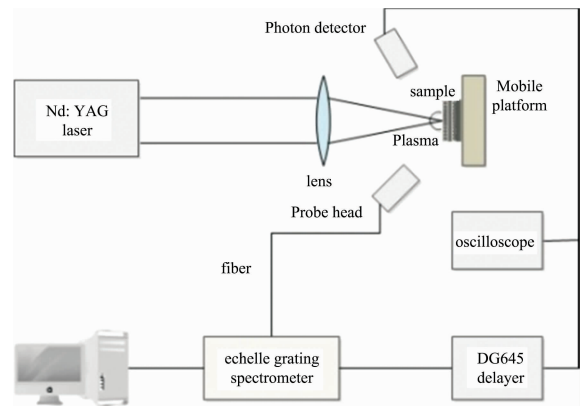 Photon detector
sample
Mobile
platform
Nd: YAG
laser
Plasma
lens
Probe head
oscilloscope
fiber
echelle grating
spectrometer
DG645
delayer